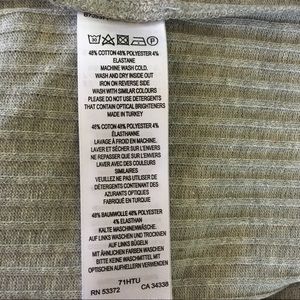 48% COTTON 48% POLYESTER 4%
ELASTANE
MACHINE WASH COLD.
WASH AND DRY INSIDE OUT
IRON ON REVERSE SIDE
WASH WITH SIMILAR COLOURS
PLEASE DO NOT USE DETERGENTS
THAT CONTAIN OPTICAL BRIGHTENERS
MADE IN TURKEY
48% COTTON 48% POLYESTER 4%
ÉLASTHANNE
LAVAGE À FROID EN MACHINE.
LAVER ET SÉCHER SUR L'ENVERS
NE REPASSER QUE SUR L'ENVERS
LAVER AVEC DES COULEURS
SIMILAIRES
VEUILLEZ NE PAS UTILISER DE
DÉTERGENTS CONTENANT DES
AZURANTS OPTIQUES
FABRIQUÉ EN TURQUIE
48% BAUMWOLLE 48% POLYESTER
4% ELASTHAN
KALTE MASCHINENWÄSCHE.
AUF LINKS WASCHEN UND TROCKNEN
AUF LINKS BÜGELN
MIT ÄHNLICHEN FARBEN WASCHEN
BITTE KEINE WASCHMITTEL MIT
OPTISCHEN AUFHELLERN VERWENDEN
71HTU
RN 53372 CA 34338